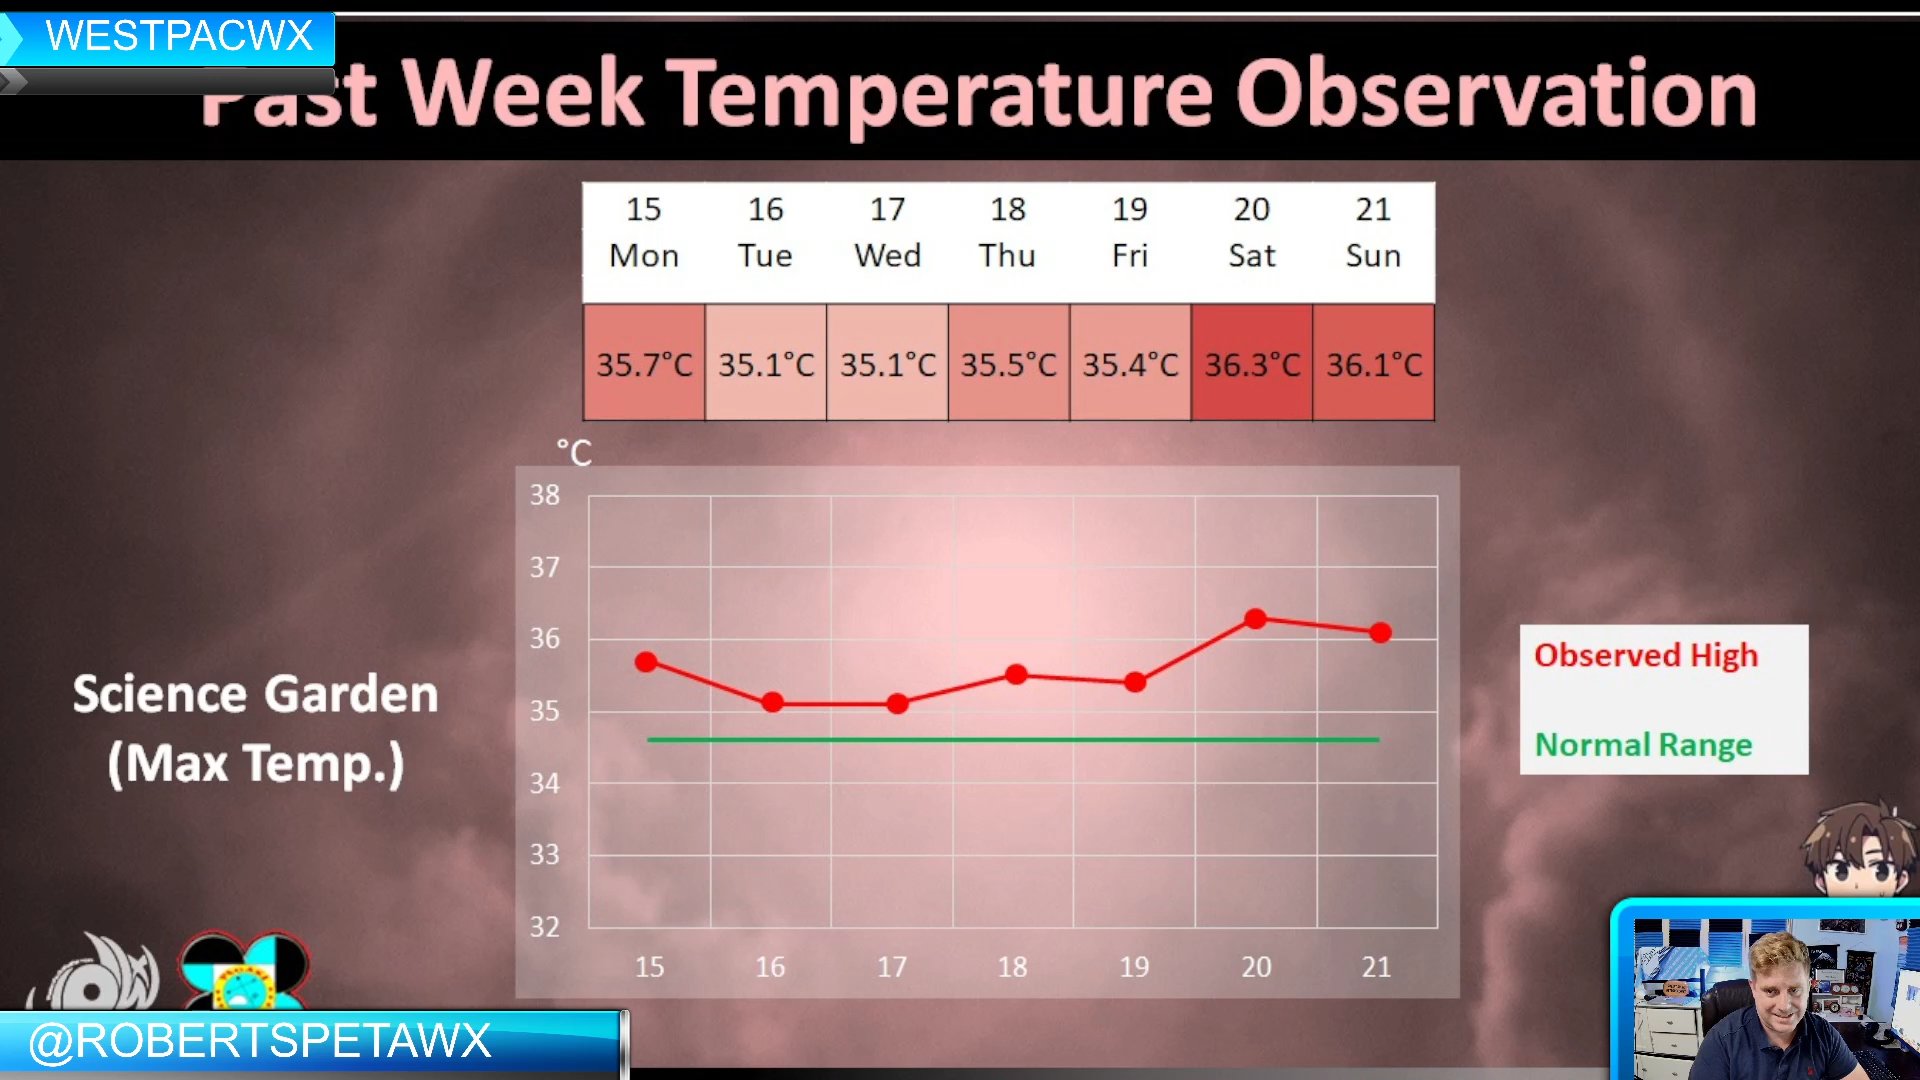 WESTPACWX
Past Week Temperature Observation
15 16 17 18 19 20 21
Mon Tue Wed Thu Fri Sat Sun
35.7°C 35.1°C 35.1°C 35.5°C 35.4°C 36.3°C 36.1°C
°C
38
37
36
35
34
33
32
15 16 17 18 19 20 21
Science Garden
(Max Temp.)
Observed High
Normal Range
@ROBERTSPETAWX